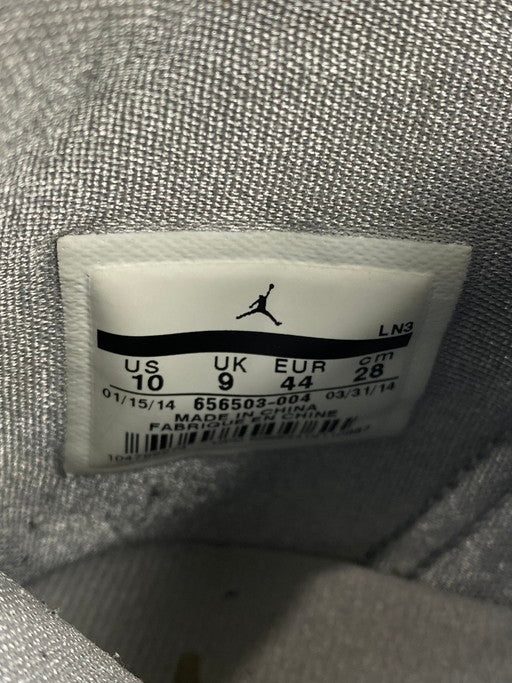 LN3
US UK EUR cm
10 9 44 28
01/15/14 656503-004 03/31/14
MADE IN CHINA
FABRIQUE EN CHINE